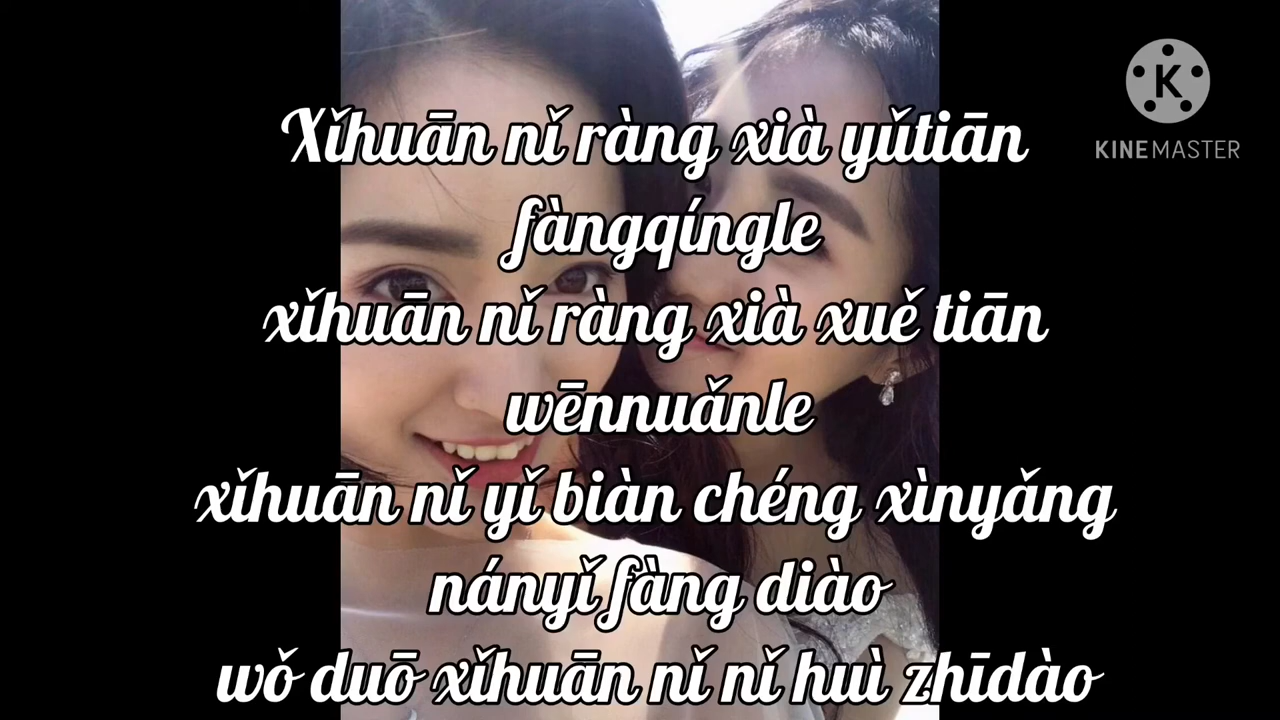 KINEMASTER
Xǐhuān nǐ ràng xià yǔtiān
fàngqíngle
xǐhuān nǐ ràng xià xuě tiān
wēnnuǎnle
xǐhuān nǐ yǐ biàn chéng xìnyǎng
nányǐ fàng diào
wǒ duō xǐhuān nǐ nǐ huì zhīdào